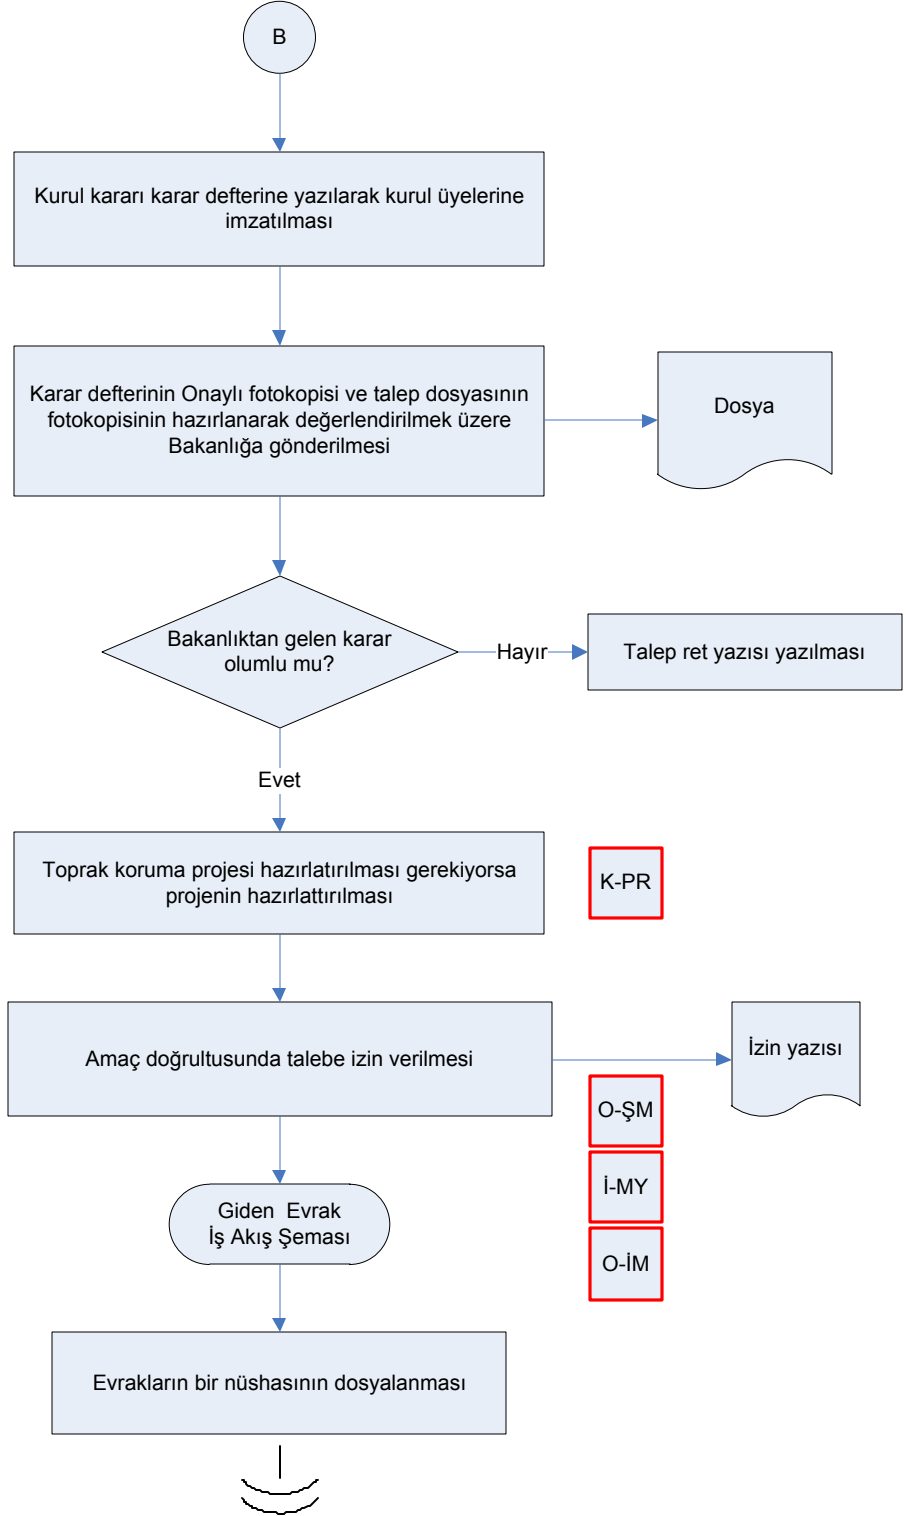 B
Kurul kararı karar defterine yazılarak kurul üyelerine
imzatılması
Karar defterinin Onaylı fotokopisi ve talep dosyasının
fotokopisinin hazırlanarak değerlendirilmek üzere
Bakanlığa gönderilmesi
Dosya
Bakanlıktan gelen karar
olumlu mu?
Hayır
Talep ret yazısı yazılması
Evet
Toprak koruma projesi hazırlatırılması gerekiyorsa
projenin hazırlattırılması
K-PR
Amaç doğrultusunda talebe izin verilmesi
İzin yazısı
O-ŞM
İ-MY
O-İM
Giden  Evrak
İş Akış Şeması
Evrakların bir nüshasının dosyalanması